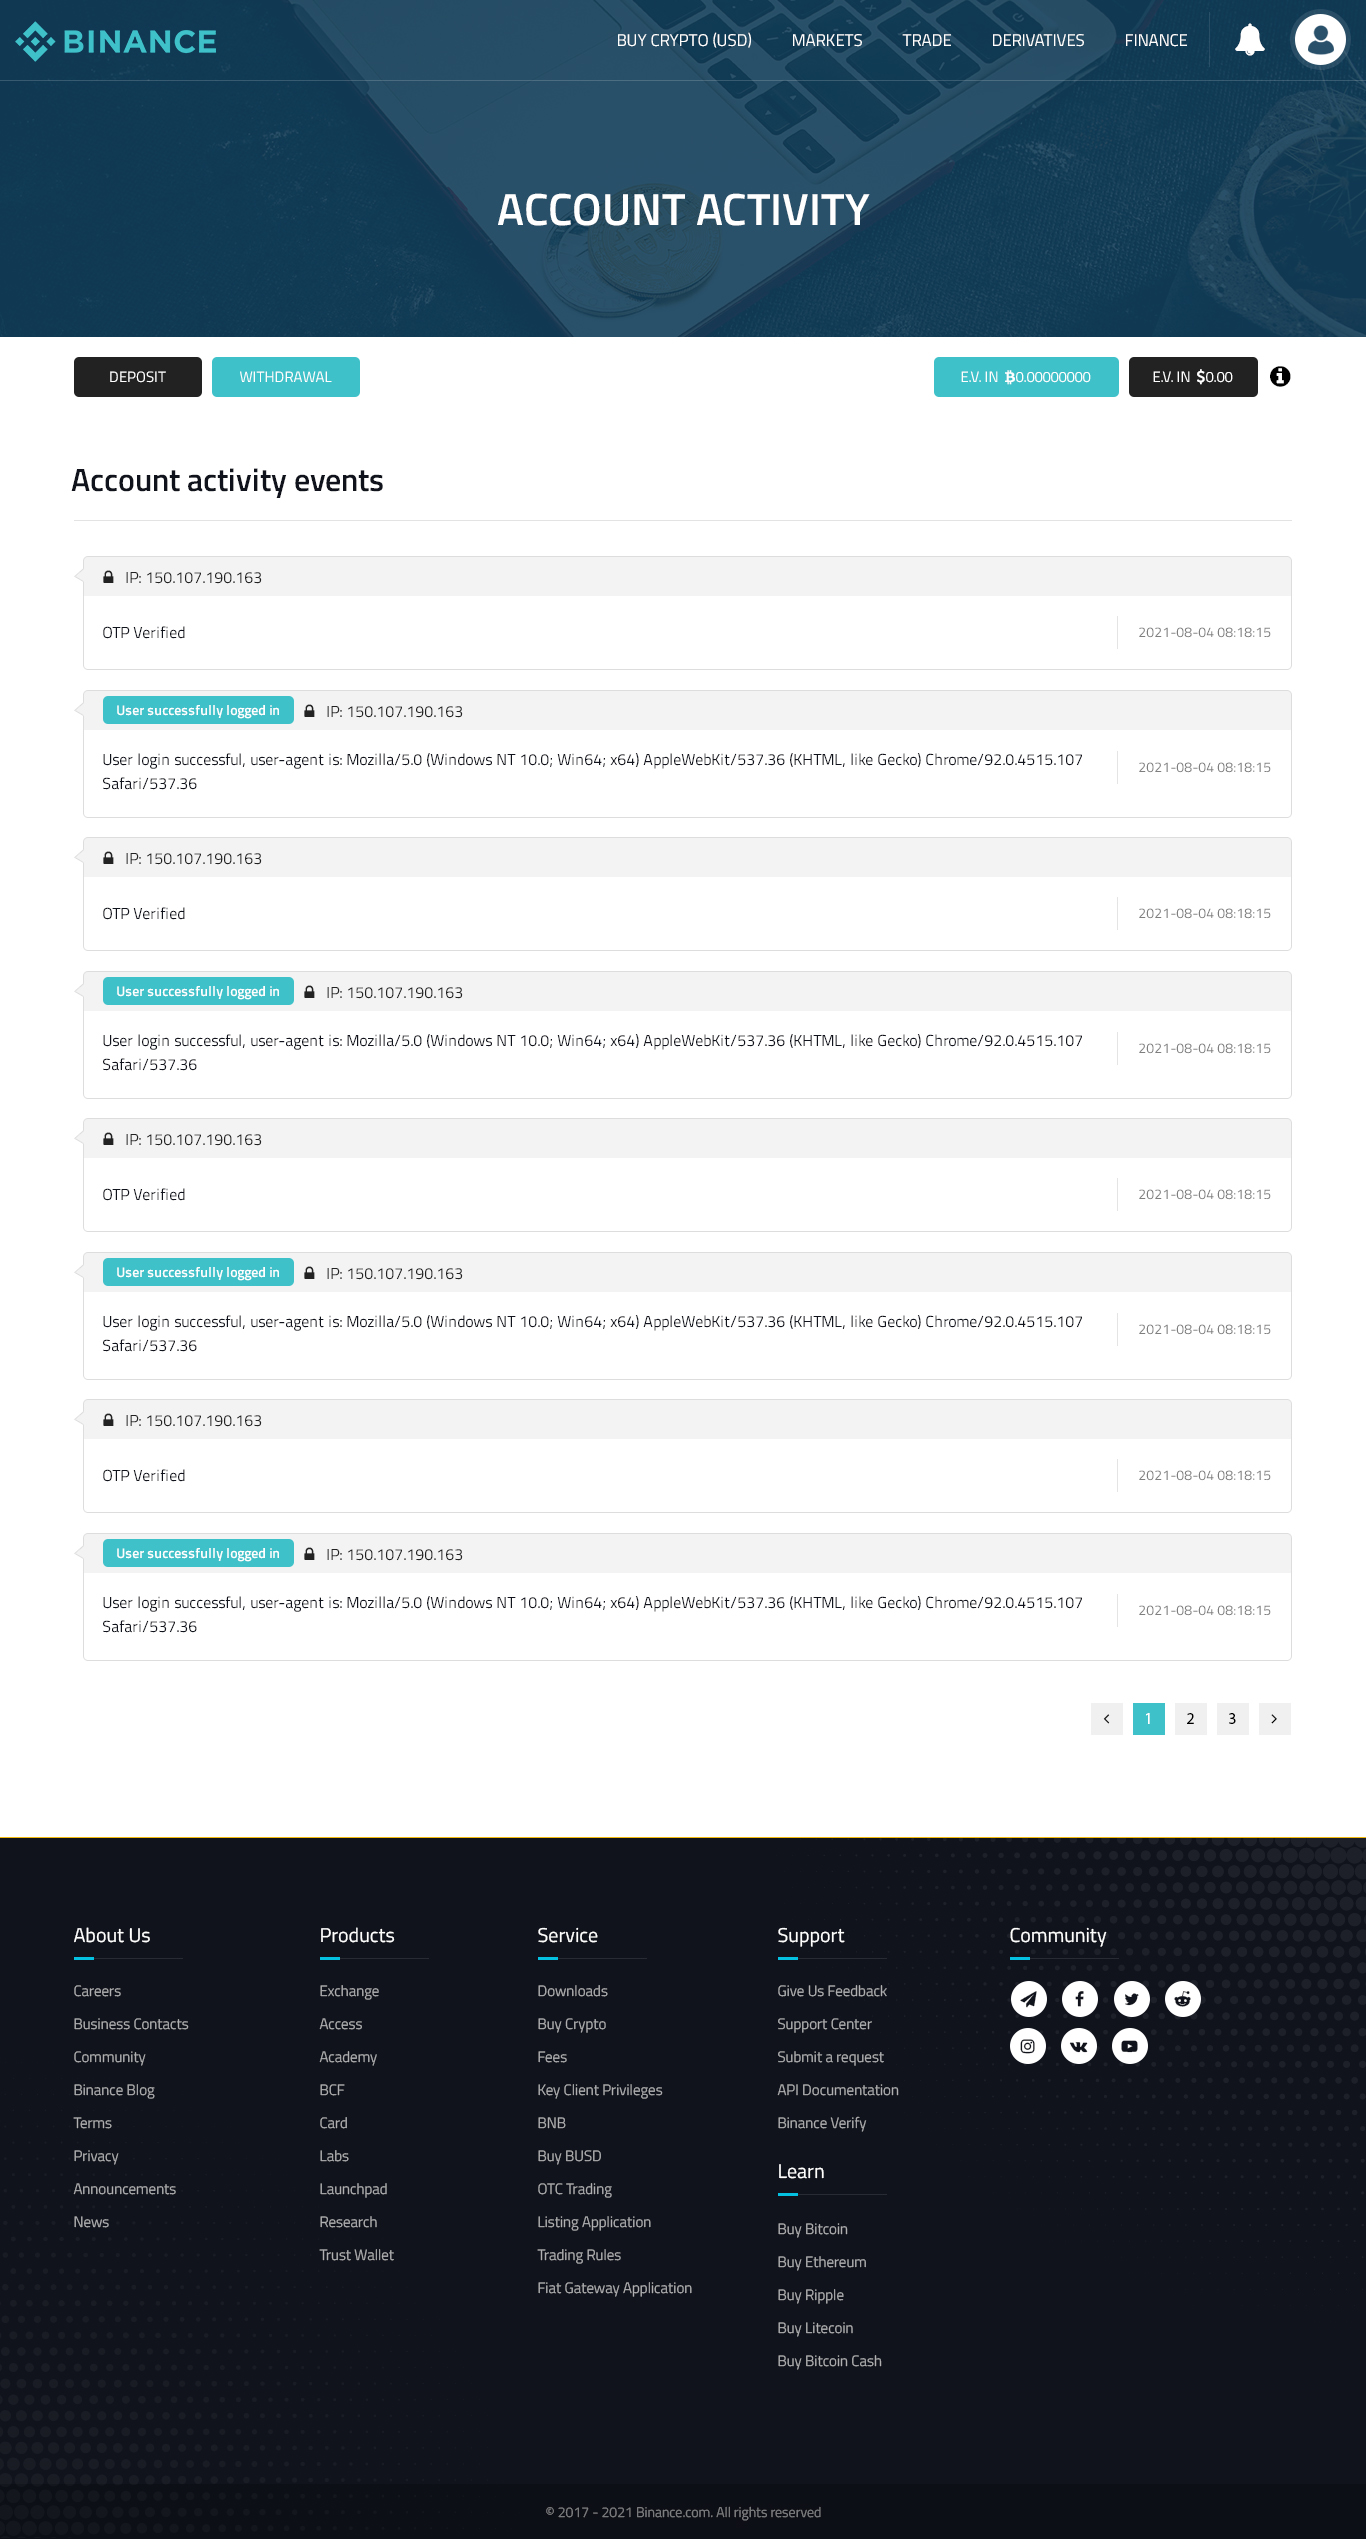 BINANCE
BUY CRYPTO (USD) MARKETS TRADE DERIVATIVES FINANCE
ACCOUNT ACTIVITY
DEPOSIT WITHDRAWAL E.V. IN ₿0.00000000 E.V. IN $0.00
Account activity events
IP: 150.107.190.163
OTP Verified 2021-08-04 08:18:15
User successfully logged in IP: 150.107.190.163
User login successful, user-agent is: Mozilla/5.0 (Windows NT 10.0; Win64; x64) AppleWebKit/537.36 (KHTML, like Gecko) Chrome/92.0.4515.107
Safari/537.36
2021-08-04 08:18:15
IP: 150.107.190.163
OTP Verified 2021-08-04 08:18:15
User successfully logged in IP: 150.107.190.163
User login successful, user-agent is: Mozilla/5.0 (Windows NT 10.0; Win64; x64) AppleWebKit/537.36 (KHTML, like Gecko) Chrome/92.0.4515.107
Safari/537.36
2021-08-04 08:18:15
IP: 150.107.190.163
OTP Verified 2021-08-04 08:18:15
User successfully logged in IP: 150.107.190.163
User login successful, user-agent is: Mozilla/5.0 (Windows NT 10.0; Win64; x64) AppleWebKit/537.36 (KHTML, like Gecko) Chrome/92.0.4515.107
Safari/537.36
2021-08-04 08:18:15
IP: 150.107.190.163
OTP Verified 2021-08-04 08:18:15
User successfully logged in IP: 150.107.190.163
User login successful, user-agent is: Mozilla/5.0 (Windows NT 10.0; Win64; x64) AppleWebKit/537.36 (KHTML, like Gecko) Chrome/92.0.4515.107
Safari/537.36
2021-08-04 08:18:15
1 2 3
About Us
Careers
Business Contacts
Community
Binance Blog
Terms
Privacy
Announcements
News
Products
Exchange
Access
Academy
BCF
Card
Labs
Launchpad
Research
Trust Wallet
Service
Downloads
Buy Crypto
Fees
Key Client Privileges
BNB
Buy BUSD
OTC Trading
Listing Application
Trading Rules
Fiat Gateway Application
Support
Give Us Feedback
Support Center
Submit a request
API Documentation
Binance Verify
Learn
Buy Bitcoin
Buy Ethereum
Buy Ripple
Buy Litecoin
Buy Bitcoin Cash
Community
© 2017 - 2021 Binance.com. All rights reserved